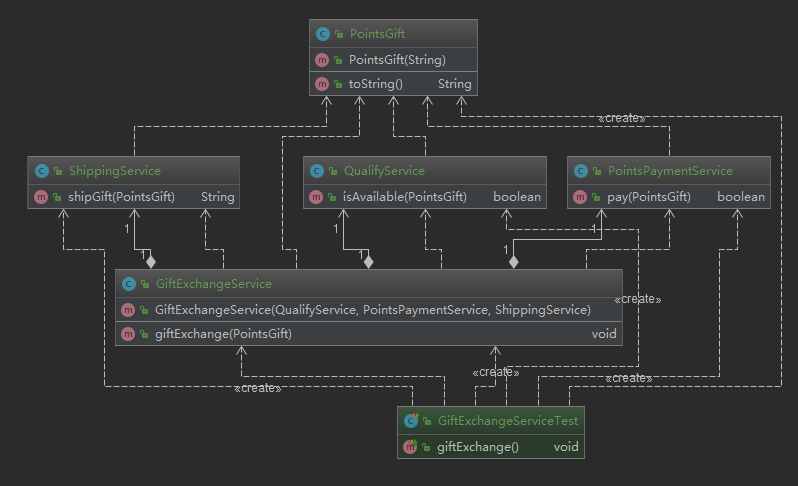 PointsGift
PointsGift(String)
toString() String
«create»
ShippingService
shipGift(PointsGift) String
QualifyService
isAvailable(PointsGift) boolean
PointsPaymentService
pay(PointsGift) boolean
1
1
1
1
1
1
GiftExchangeService
GiftExchangeService(QualifyService, PointsPaymentService, ShippingService)
giftExchange(PointsGift) void
«create»
«create»
«create»
«create»
GiftExchangeServiceTest
giftExchange() void